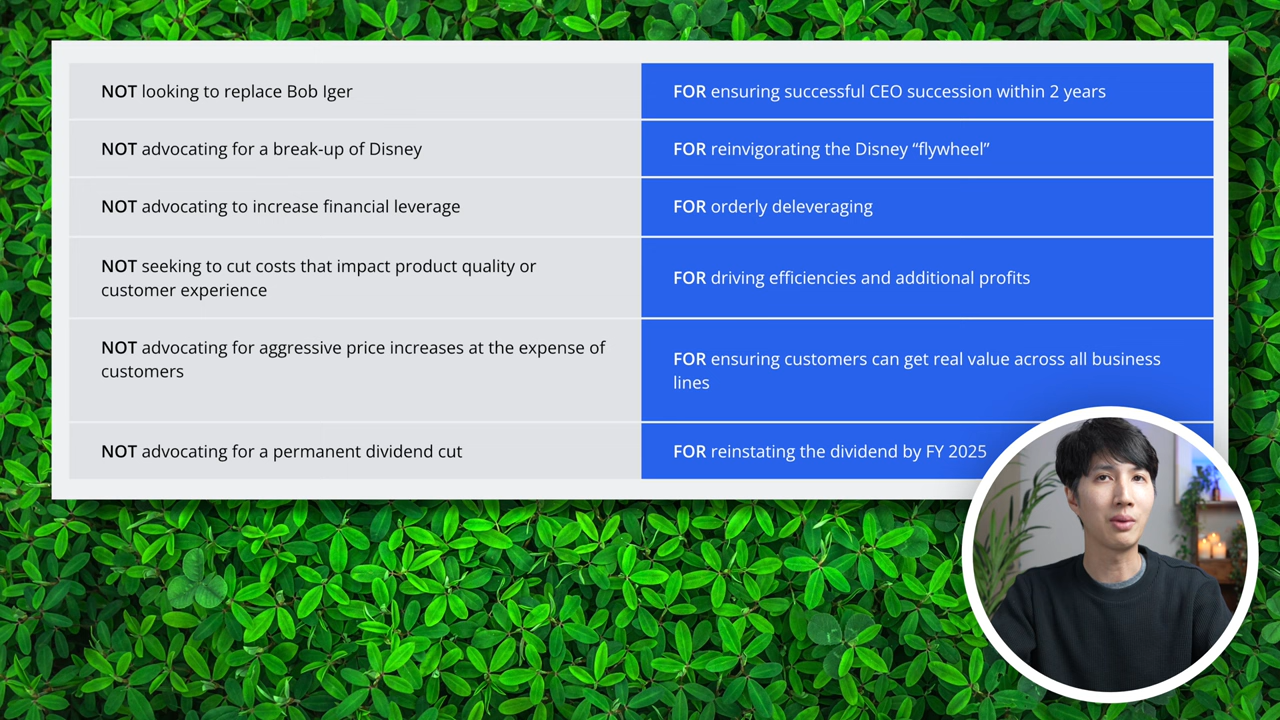 NOT looking to replace Bob Iger
FOR ensuring successful CEO succession within 2 years
NOT advocating for a break-up of Disney
FOR reinvigorating the Disney “flywheel”
NOT advocating to increase financial leverage
FOR orderly deleveraging
NOT seeking to cut costs that impact product quality or
customer experience
FOR driving efficiencies and additional profits
NOT advocating for aggressive price increases at the expense of
customers
FOR ensuring customers can get real value across all business
lines
NOT advocating for a permanent dividend cut
FOR reinstating the dividend by FY 2025